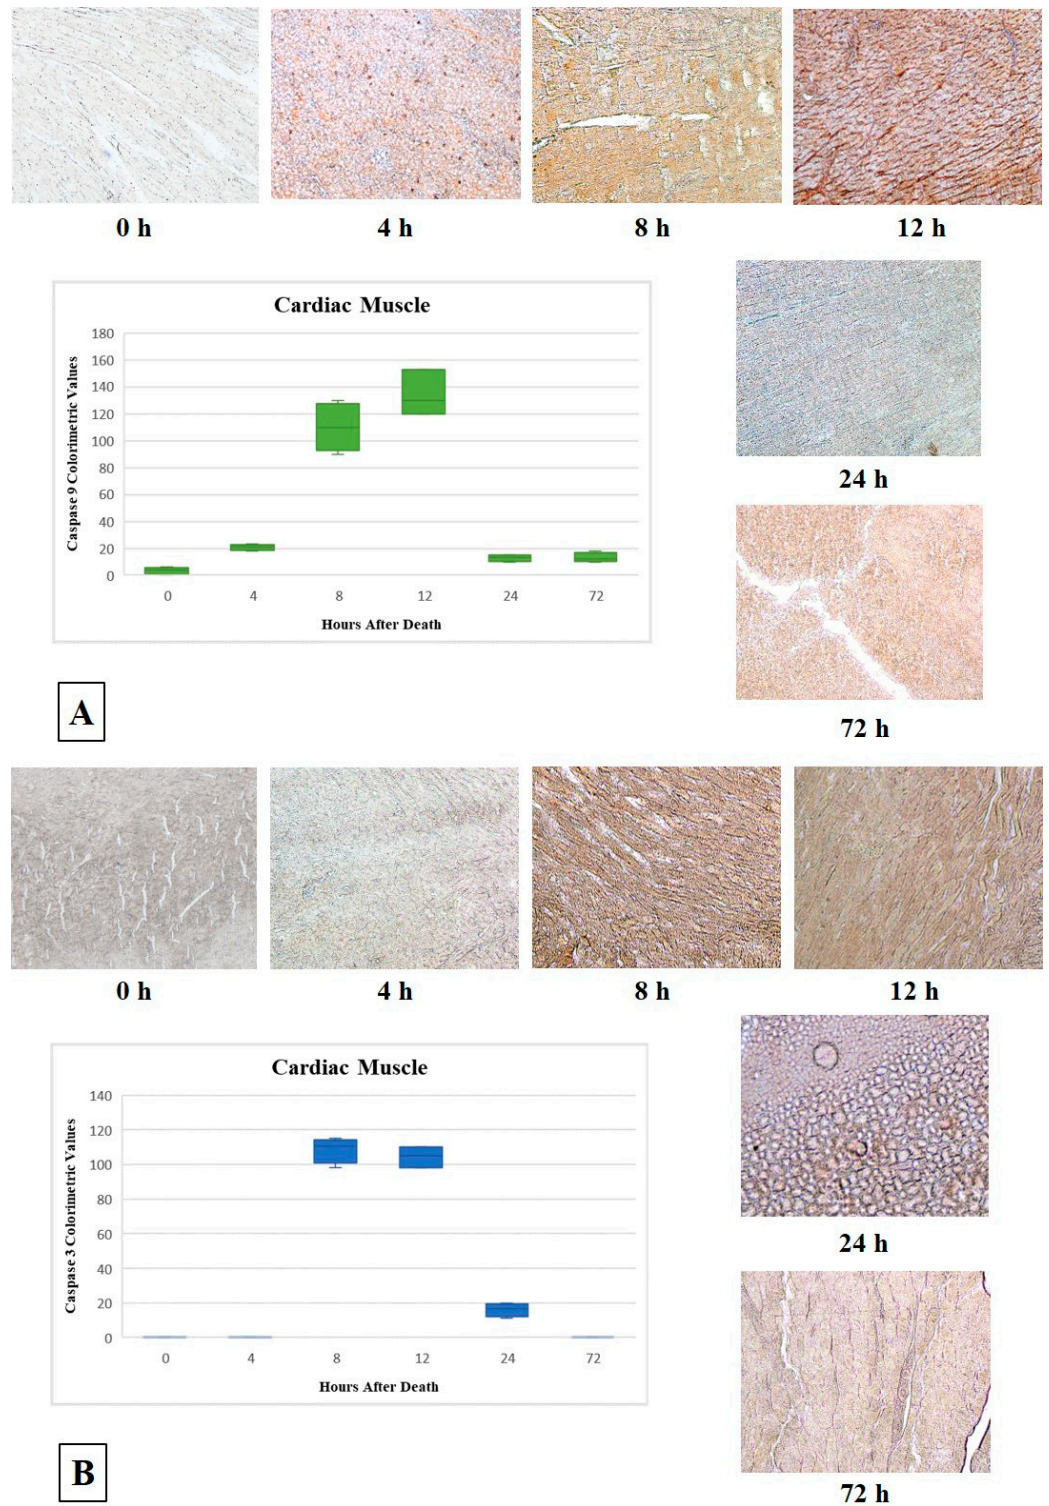 0 h
4 h
8 h
12 h
Cardiac Muscle
Caspase 9 Colorimetric Values
180
160
140
120
100
80
60
40
20
0
0 4 8 12 24 72
Hours After Death
24 h
72 h
A
0 h
4 h
8 h
12 h
Cardiac Muscle
Caspase 3 Colorimetric Values
140
120
100
80
60
40
20
0
0 4 8 12 24 72
Hours After Death
24 h
72 h
B